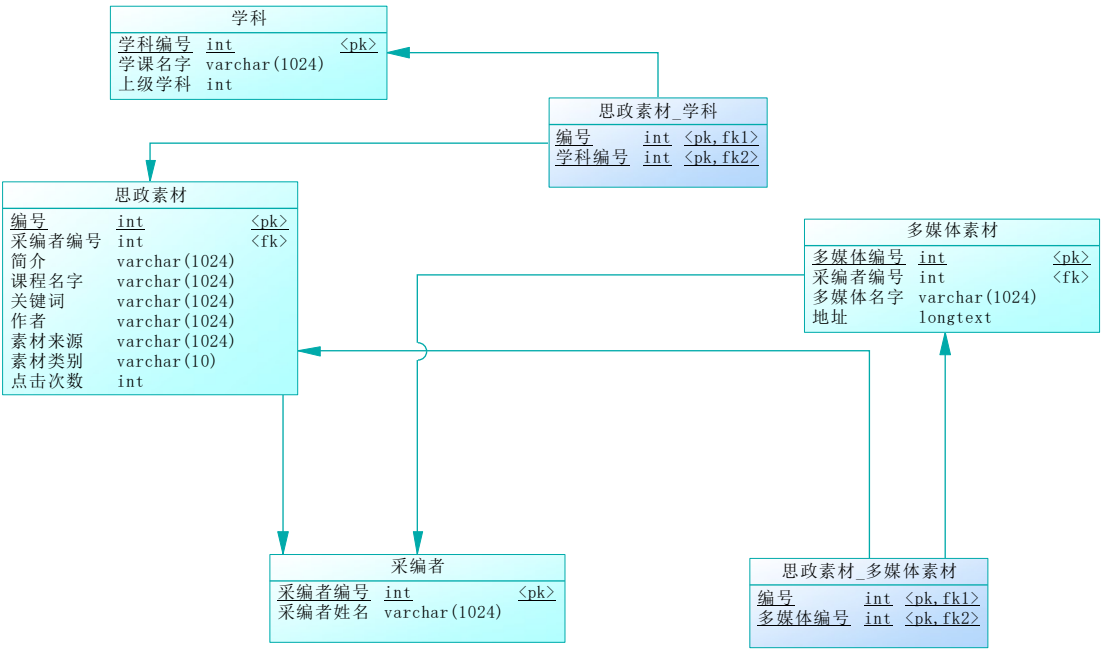 学科
学科编号 int <pk>
学课名字 varchar(1024)
上级学科 int
思政素材_学科
编号 int <pk,fk1>
学科编号 int <pk,fk2>
思政素材
编号 int <pk>
采编者编号 int <fk>
简介 varchar(1024)
课程名字 varchar(1024)
关键词 varchar(1024)
作者 varchar(1024)
素材来源 varchar(1024)
素材类别 varchar(10)
点击次数 int
多媒体素材
多媒体编号 int <pk>
采编者编号 int <fk>
多媒体名字 varchar(1024)
地址 longtext
采编者
采编者编号 int <pk>
采编者姓名 varchar(1024)
思政素材_多媒体素材
编号 int <pk,fk1>
多媒体编号 int <pk,fk2>